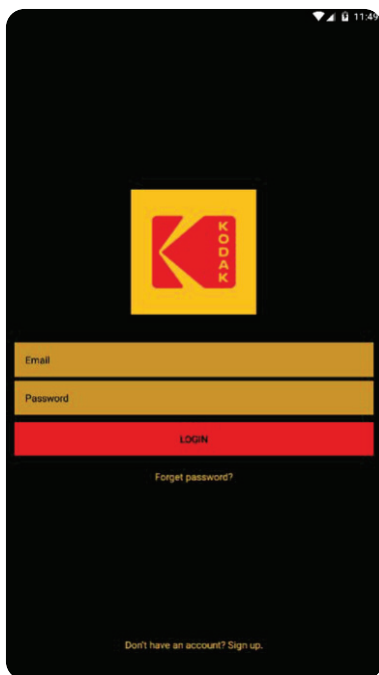 11:49
KODAK
Email
Password
LOGIN
Forget password?
Don't have an account? Sign up.